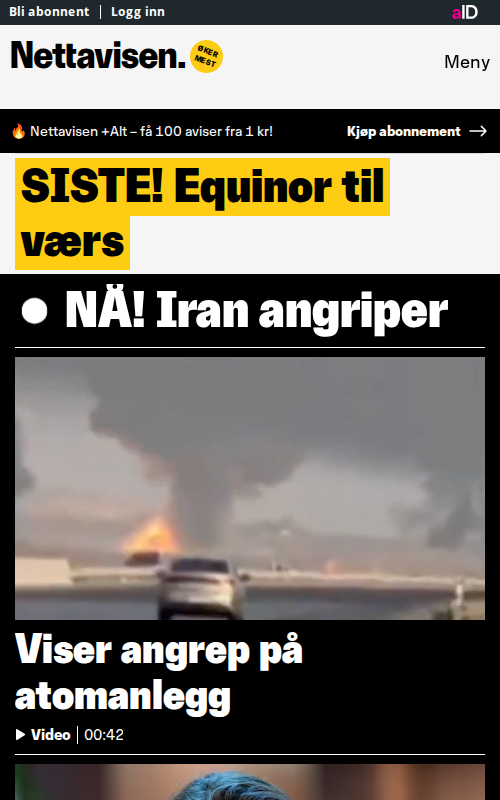 Bli abonnent | Logg inn
aID
Nettavisen.
ØKER
MEST
Meny
Nettavisen +Alt – få 100 aviser fra 1 kr!
Kjøp abonnement
SISTE! Equinor til
værs
NÅ! Iran angriper
Viser angrep på
atomanlegg
Video | 00:42